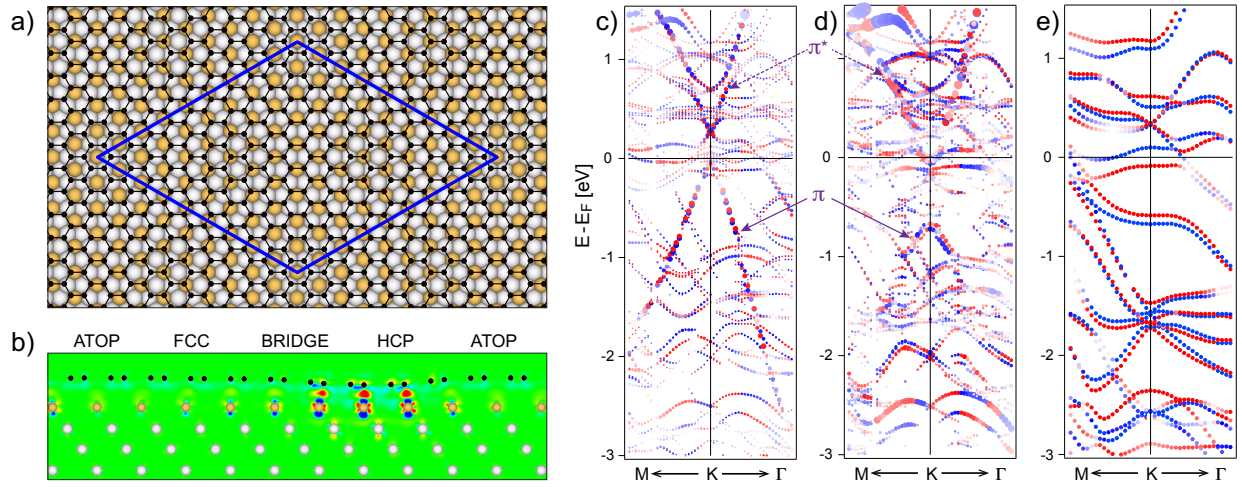 a)
b)
ATOP FCC BRIDGE HCP ATOP
c)
d)
e)
E - E_F [eV]
1
0
-1
-2
-3
π*
π
M K Γ
1
0
-1
-2
-3
M K Γ
1
0
-1
-2
-3
M K Γ